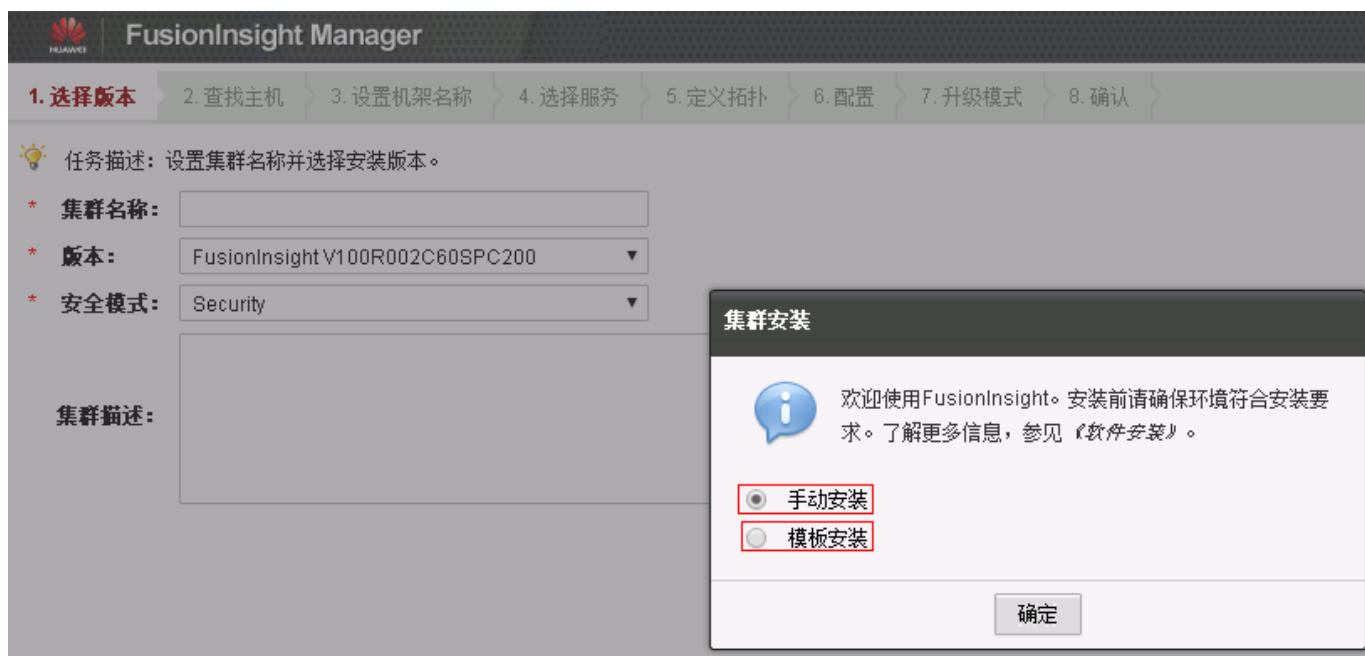 HUAWEI
FusionInsight Manager
1. 选择版本 2. 查找主机 3. 设置机架名称 4. 选择服务 5. 定义拓扑 6. 配置 7. 升级模式 8. 确认
任务描述：设置集群名称并选择安装版本。
* 集群名称：
* 版本： FusionInsight V100R002C60SPC200
* 安全模式： Security
集群描述：
集群安装
欢迎使用FusionInsight。安装前请确保环境符合安装要
求。了解更多信息，参见《软件安装》。
手动安装
模板安装
确定